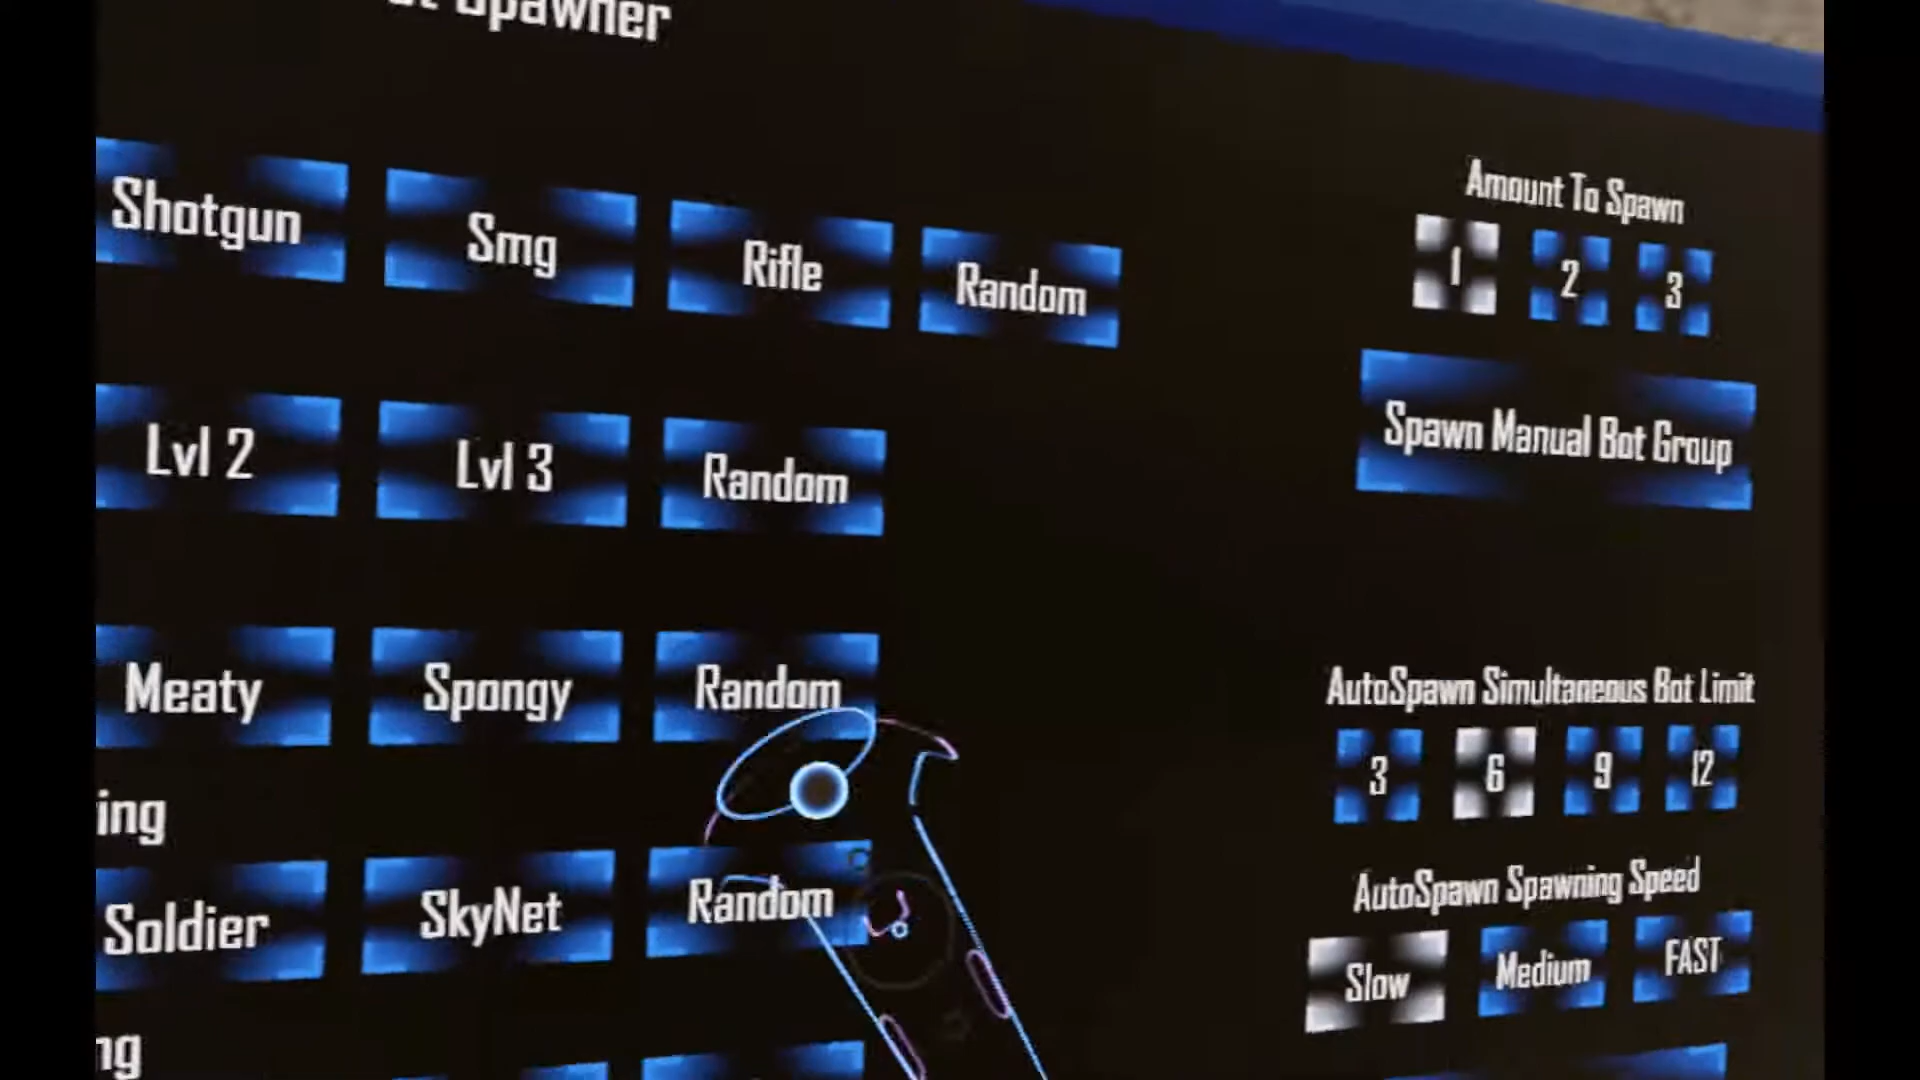 Spawner
Amount To Spawn
1 2 3
Shotgun Smg Rifle Random
Spawn Manual Bot Group
Lvl 2 Lvl 3 Random
Meaty Spongy Random
AutoSpawn Simultaneous Bot Limit
3 6 9 12
ing
AutoSpawn Spawning Speed
Soldier SkyNet Random
Slow Medium FAST
ng